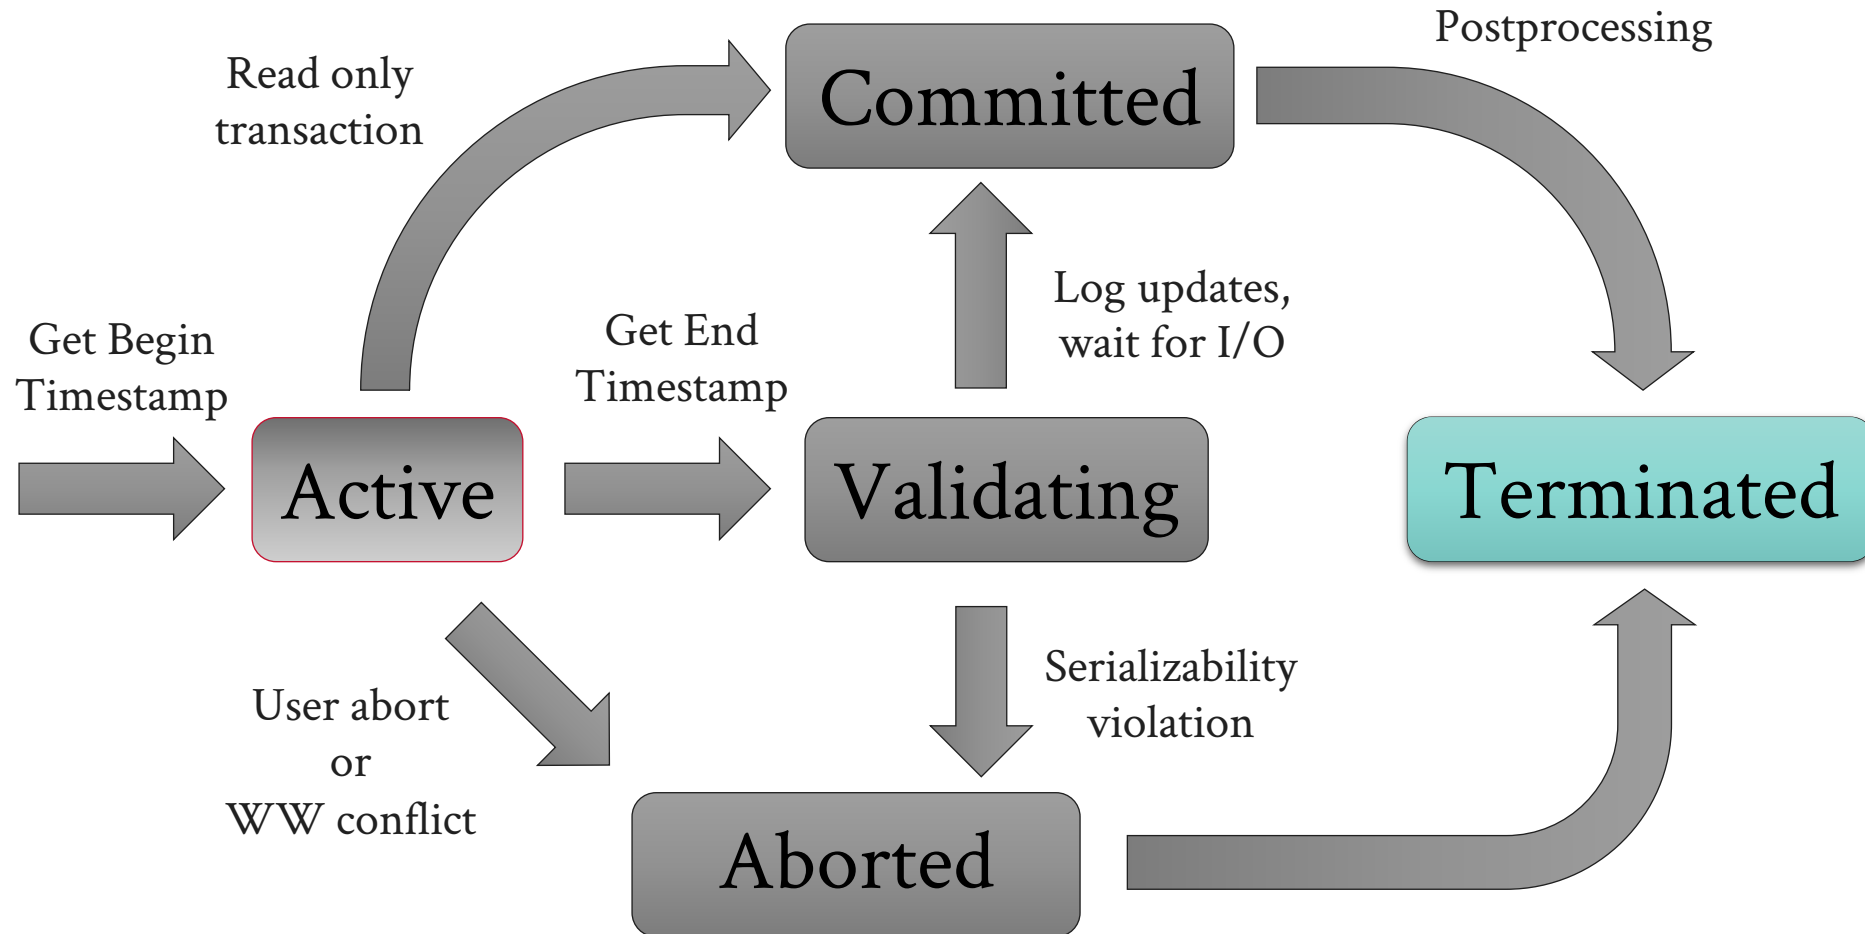 Postprocessing
Read only
transaction
Committed
Log updates,
wait for I/O
Get Begin
Timestamp
Get End
Timestamp
Active
Validating
Terminated
User abort
or
WW conflict
Serializability
violation
Aborted